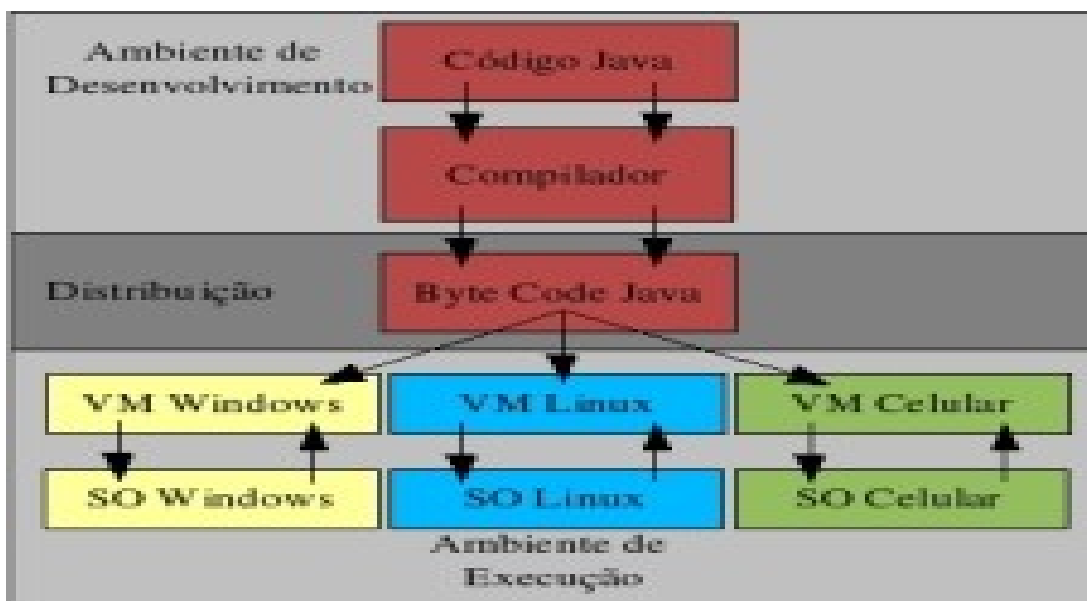 Ambiente de
Desenvolvimento
Código Java
Compilador
Distribuição
Byte Code Java
VM Windows
VM Linux
VM Celular
SO Windows
SO Linux
SO Celular
Ambiente de
Execução